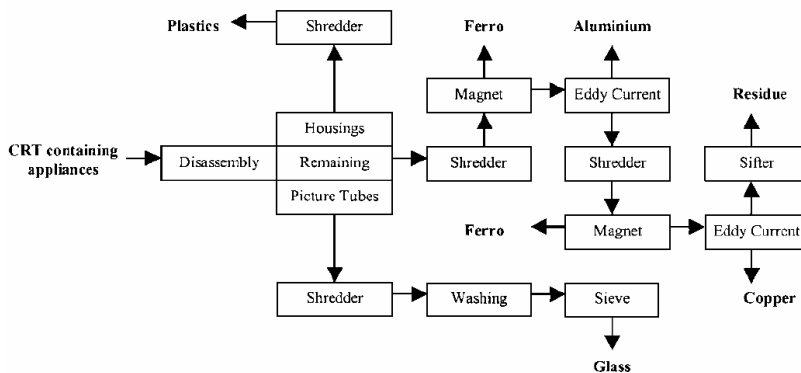 Plastics
Shredder
Ferro
Aluminium
Magnet
Eddy Current
Residue
Housings
CRT containing
appliances
Disassembly
Remaining
Shredder
Shredder
Sifter
Picture Tubes
Ferro
Magnet
Eddy Current
Shredder
Washing
Sieve
Copper
Glass